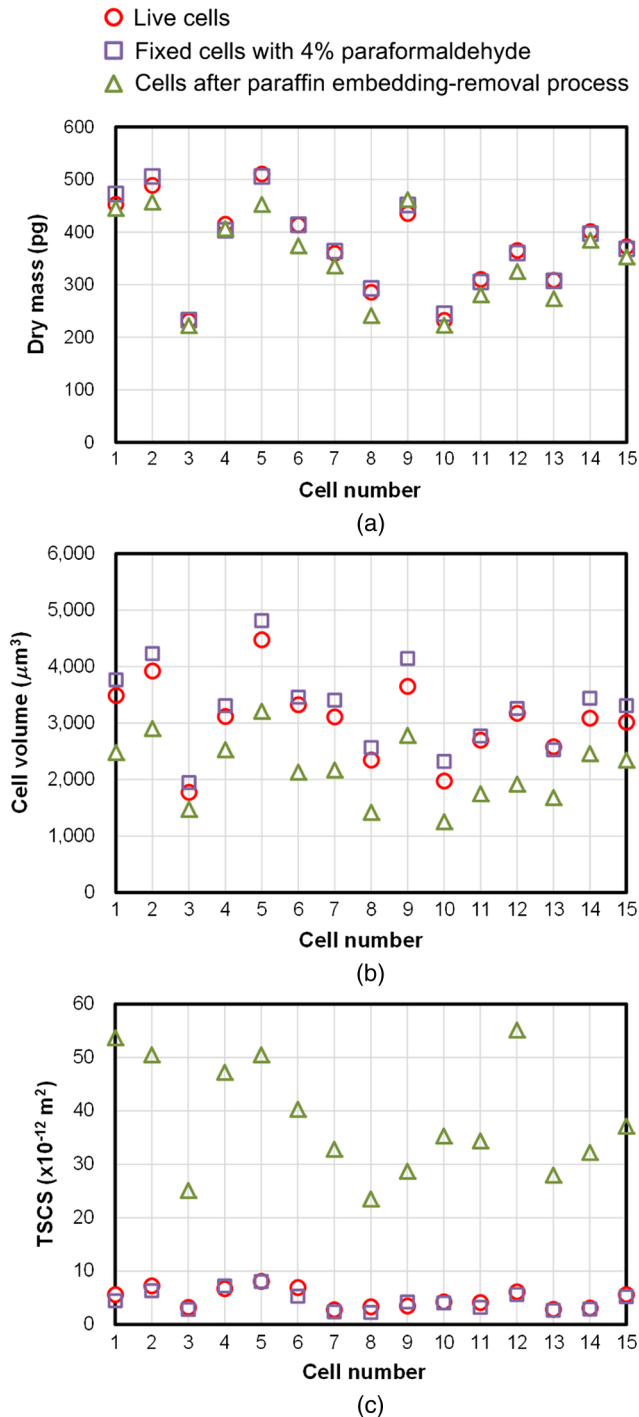 Live cells
Fixed cells with 4% paraformaldehyde
Cells after paraffin embedding-removal process
600
500
400
300
200
100
0
Dry mass (pg)
1 2 3 4 5 6 7 8 9 10 11 12 13 14 15
Cell number
(a)
6,000
5,000
4,000
3,000
2,000
1,000
0
Cell volume (μm³)
1 2 3 4 5 6 7 8 9 10 11 12 13 14 15
Cell number
(b)
60
50
40
30
20
10
0
TSCS (x10⁻¹² m²)
1 2 3 4 5 6 7 8 9 10 11 12 13 14 15
Cell number
(c)